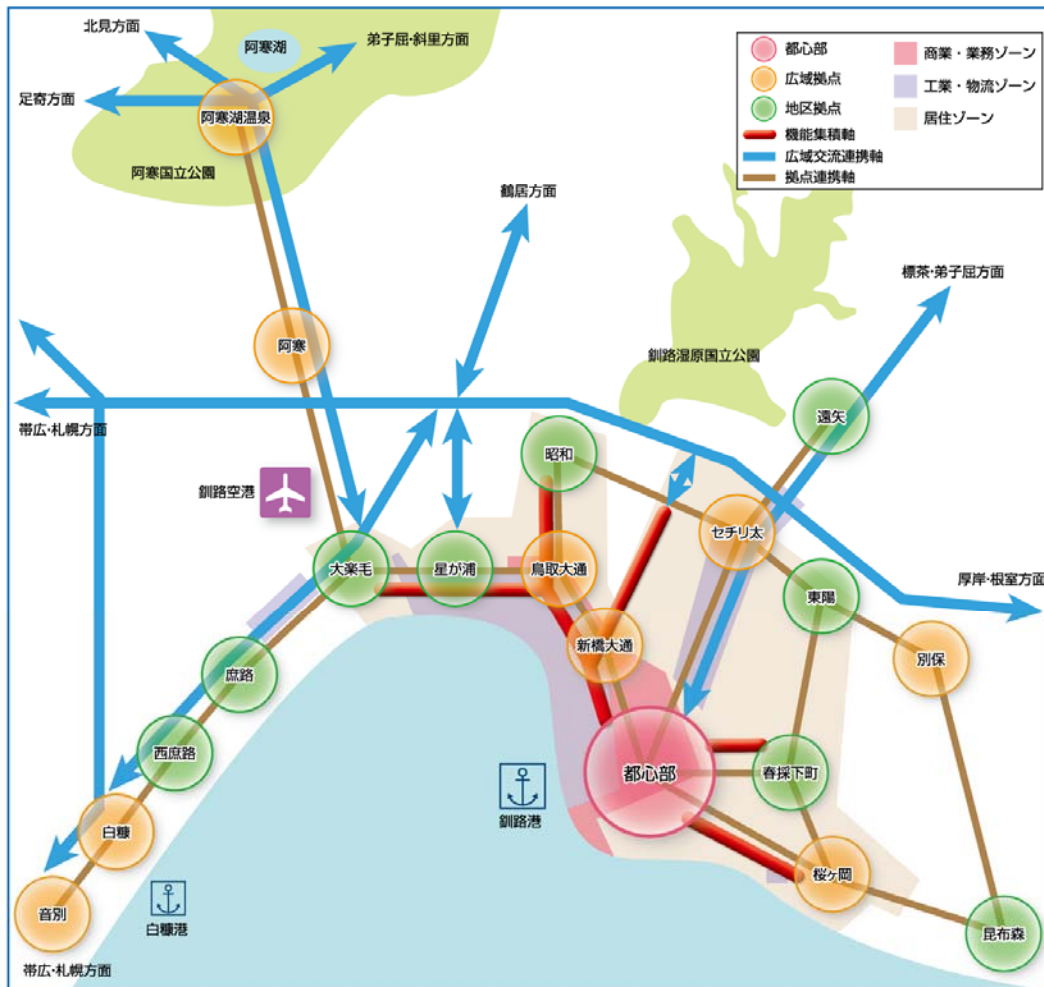 北見方面
阿寒湖
弟子屈・斜里方面
足寄方面
阿寒湖温泉
阿寒国立公園
都心部
広域拠点
地区拠点
機能集積軸
広域交流連携軸
拠点連携軸
商業・業務ゾーン
工業・物流ゾーン
居住ゾーン
鶴居方面
標茶・弟子屈方面
阿寒
釧路湿原国立公園
遠矢
帯広・札幌方面
昭和
釧路空港
セチリ太
大楽毛
星が浦
鳥取大通
東陽
厚岸・根室方面
新橋大通
別保
庶路
西庶路
都心部
春採下町
釧路港
白糠
桜ヶ岡
音別
白糠港
昆布森
帯広・札幌方面